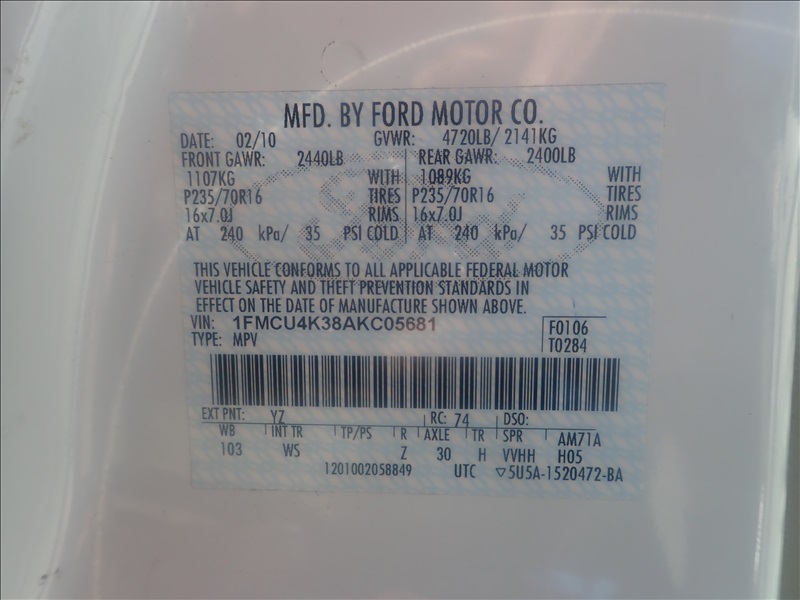 MFD. BY FORD MOTOR CO.
DATE: 02/10 GVWR: 4720LB/ 2141KG
FRONT GAWR: 2440LB REAR GAWR: 2400LB
1107KG WITH 1089KG WITH
P235/70R16 TIRES P235/70R16 TIRES
16x7.0J RIMS 16x7.0J RIMS
AT 240 kPa/ 35 PSI COLD AT 240 kPa/ 35 PSI COLD
THIS VEHICLE CONFORMS TO ALL APPLICABLE FEDERAL MOTOR
VEHICLE SAFETY AND THEFT PREVENTION STANDARDS IN
EFFECT ON THE DATE OF MANUFACTURE SHOWN ABOVE.
VIN: 1FMCU4K38AKC05681 F0106
TYPE: MPV T0284
EXT PNT: YZ RC: 74 DSO:
WB INT TR TP/PS R AXLE TR SPR AM71A
103 WS Z 30 H VVHH H05
1201002058849 UTC ▽5U5A-1520472-BA